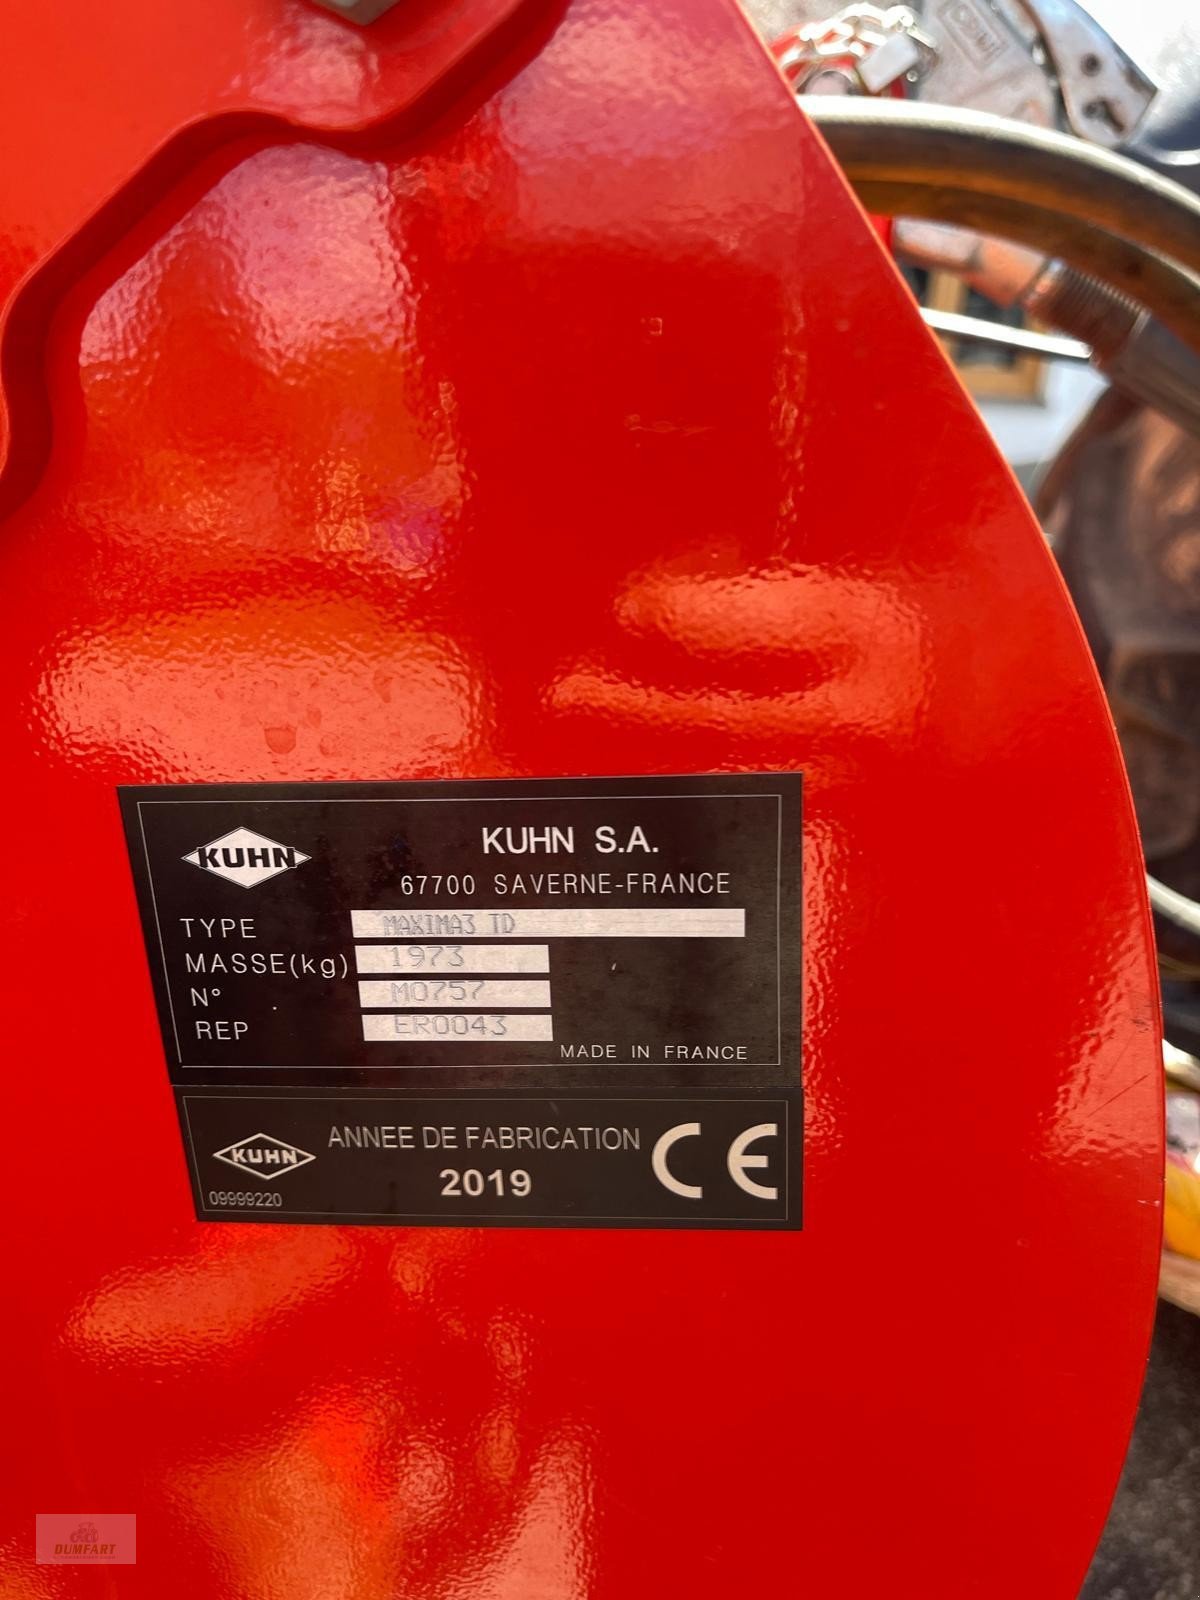 KUHN
KUHN S.A.
67700 SAVERNE-FRANCE
TYPE MAXIMA3 TD
MASSE(kg) 1973
N° M0757
REP ER0043
MADE IN FRANCE
KUHN
09999220
ANNEE DE FABRICATION
2019
CE
DUMFART